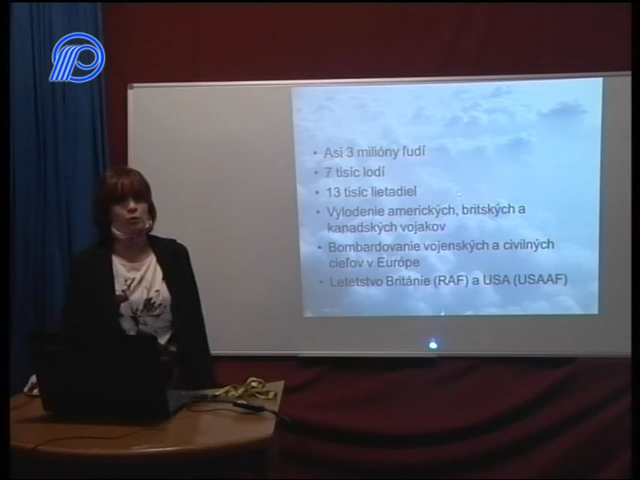 • Asi 3 milióny ľudí
• 7 tisíc lodí
• 13 tisíc lietadiel
• Vylodenie amerických, britských a
kanadských vojakov
• Bombardovanie vojenských a civilných
cieľov v Európe
• Letetstvo Británie (RAF) a USA (USAAF)